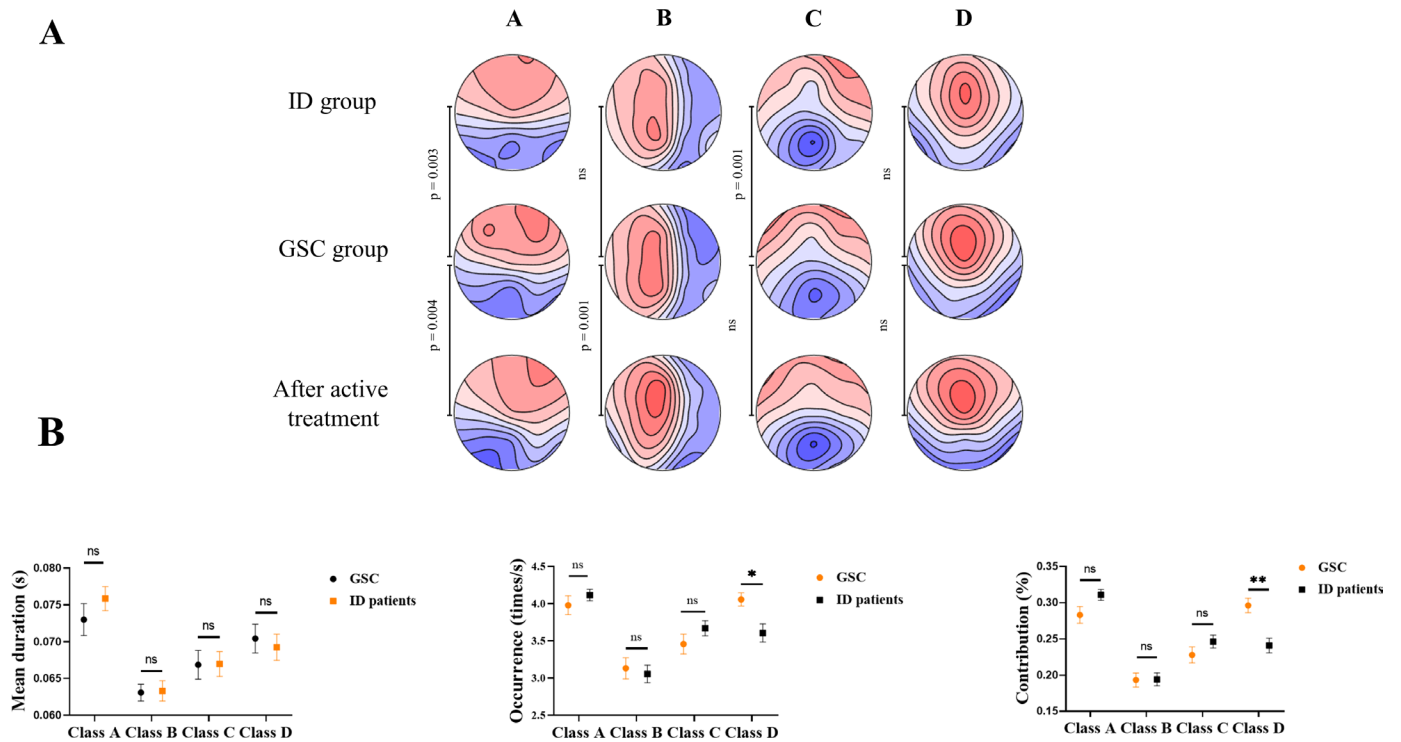 A
A B C D
ID group
p = 0.003
ns
p = 0.001
ns
GSC group
p = 0.004
p = 0.001
ns
ns
After active
treatment
B
Mean duration (s)
0.080
0.075
0.070
0.065
0.060
ns
ns
ns
ns
Class A Class B Class C Class D
GSC
ID patients
Occurrence (times/s)
4.5
4.0
3.5
3.0
2.5
ns
ns
ns
*
Class A Class B Class C Class D
GSC
ID patients
Contribution (%)
0.35
0.30
0.25
0.20
0.15
ns
ns
ns
**
Class A Class B Class C Class D
GSC
ID patients